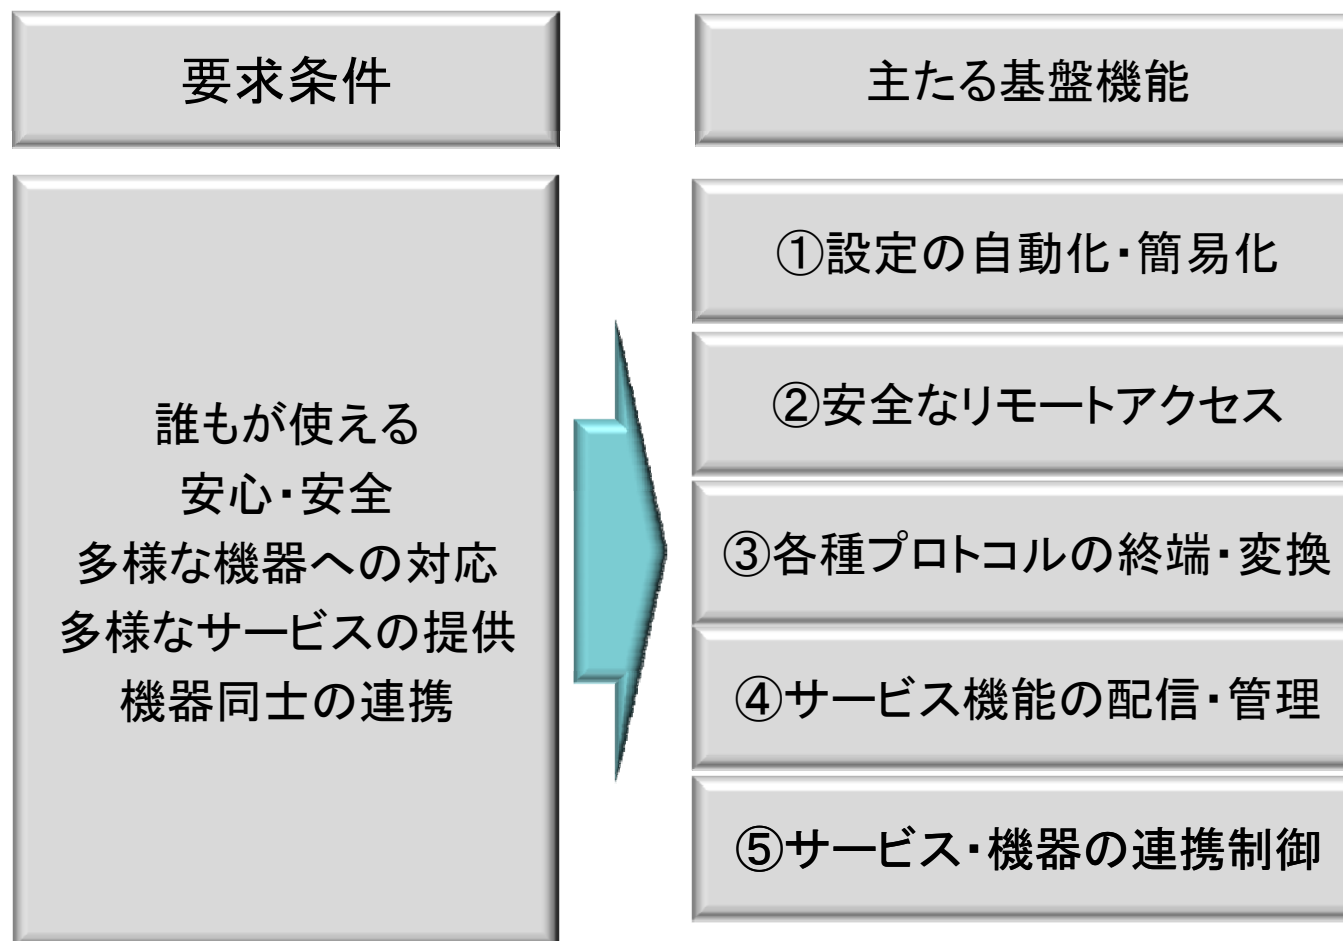 要求条件
誰もが使える
安心・安全
多様な機器への対応
多様なサービスの提供
機器同士の連携
主たる基盤機能
①設定の自動化・簡易化
②安全なリモートアクセス
③各種プロトコルの終端・変換
④サービス機能の配信・管理
⑤サービス・機器の連携制御